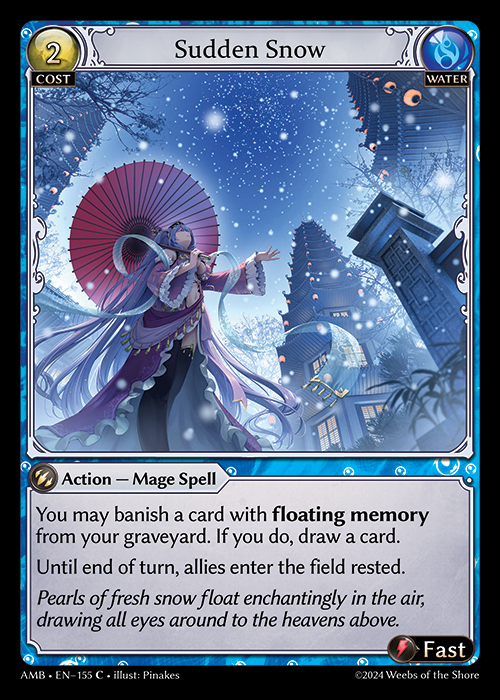 2
Sudden Snow
COST
WATER
Action — Mage Spell
You may banish a card with floating memory
from your graveyard. If you do, draw a card.
Until end of turn, allies enter the field rested.
Pearls of fresh snow float enchantingly in the air,
drawing all eyes around to the heavens above.
Fast
AMB • EN–155 C • illust: Pinakes
©2024 Weebs of the Shore